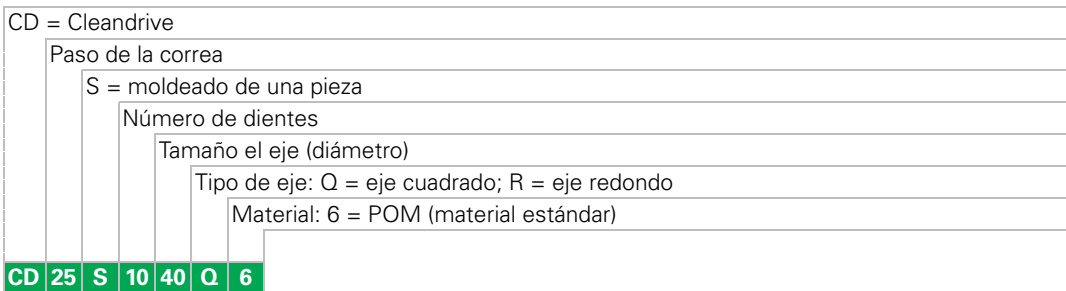 CD = Cleandrive
Paso de la correa
S = moldeado de una pieza
Número de dientes
Tamaño el eje (diámetro)
Tipo de eje: Q = eje cuadrado; R = eje redondo
Material: 6 = POM (material estándar)
CD 25 S 10 40 Q 6